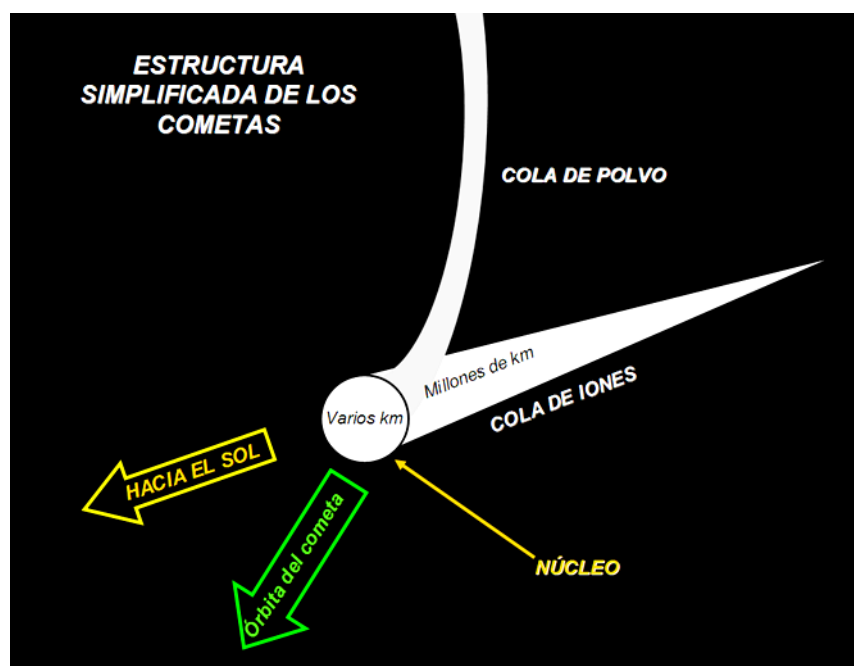 ESTRUCTURA
SIMPLIFICADA DE LOS
COMETAS
COLA DE POLVO
Millones de km
COLA DE IONES
Varios km
HACIA EL SOL
Órbita del cometa
NÚCLEO